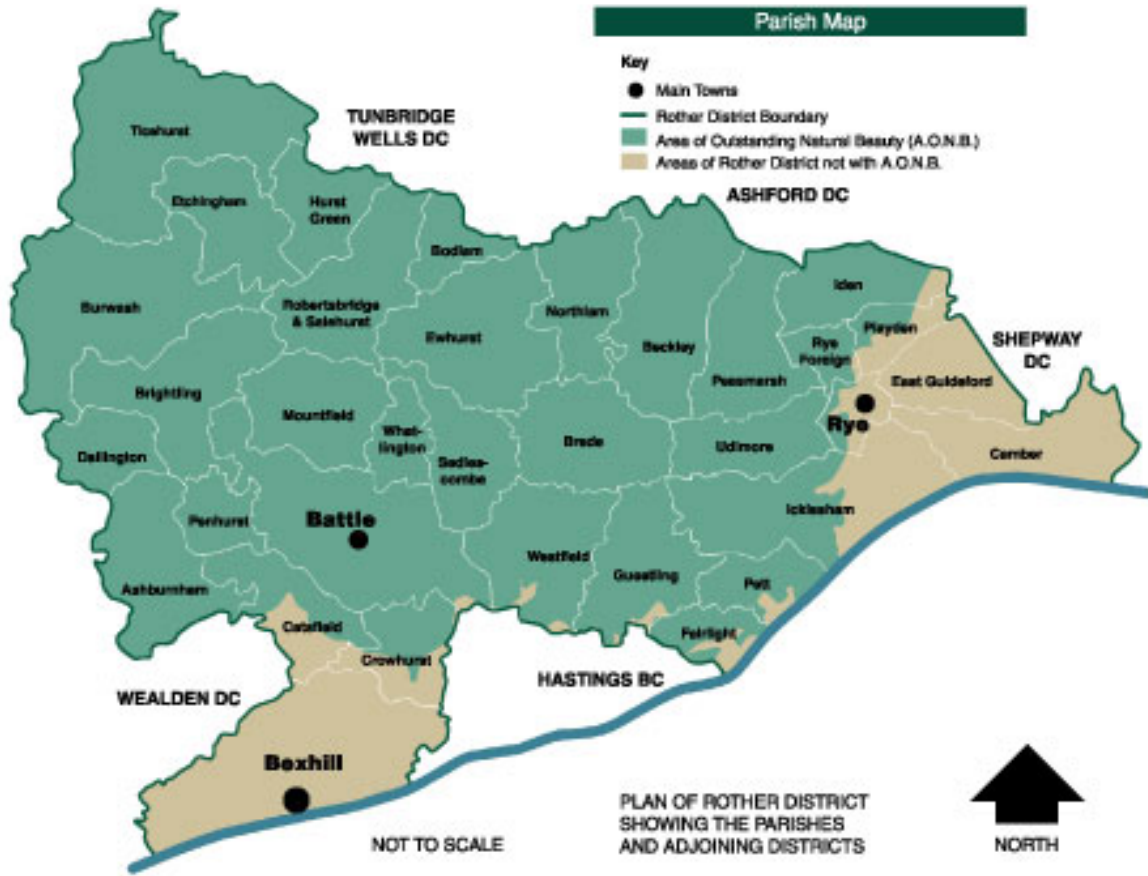 Parish Map
Key
Main Towns
Rother District Boundary
Area of Outstanding Natural Beauty (A.O.N.B.)
Areas of Rother District not with A.O.N.B.
TUNBRIDGE
WELLS DC
ASHFORD DC
SHEPWAY
DC
Ticehurst
Etchingham
Hurst
Green
Bodiam
Iden
Burwash
Robertsbridge
& Salehurst
Northiam
Playden
Ewhurst
Beckley
Rye
Foreign
Peasmarsh
East Guldeford
Brightling
Mountfield
Rye
What-
lington
Brede
Udimore
Dallington
Sedles-
combe
Camber
Penhurst
Battle
Icklesham
Westfield
Guestling
Pett
Ashburnham
Catsfield
Fairlight
Crowhurst
HASTINGS BC
WEALDEN DC
Bexhill
NOT TO SCALE
PLAN OF ROTHER DISTRICT
SHOWING THE PARISHES
AND ADJOINING DISTRICTS
NORTH